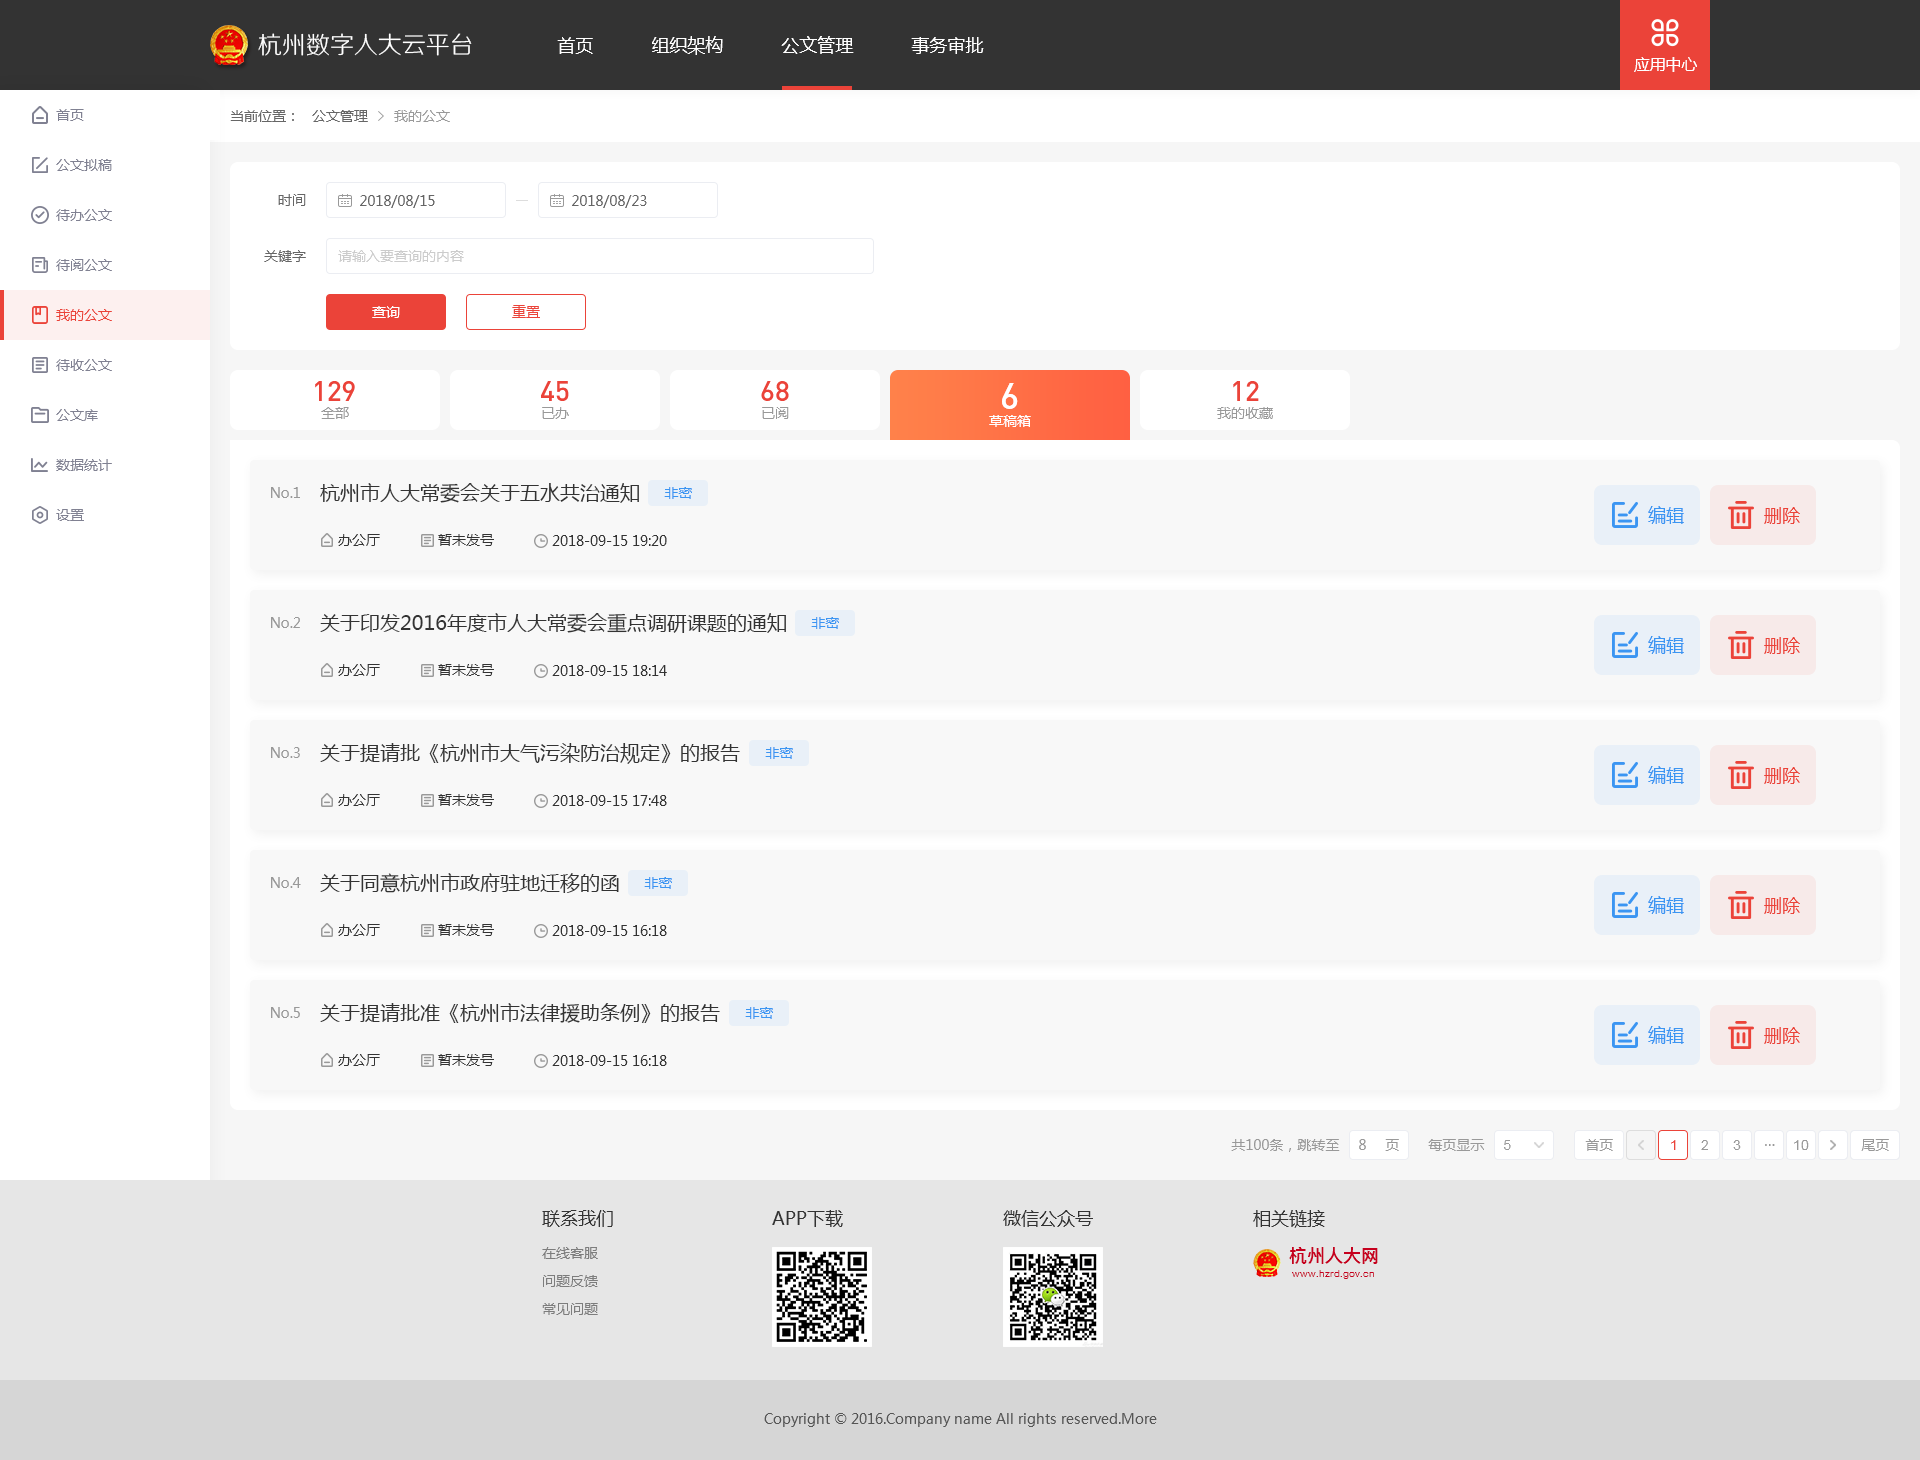 杭州数字人大云平台
首页 组织架构 公文管理 事务审批
应用中心
首页
公文拟稿
待办公文
待阅公文
我的公文
待收公文
公文库
数据统计
设置
当前位置： 公文管理 > 我的公文
时间 2018/08/15 — 2018/08/23
关键字 请输入要查询的内容
查询 重置
129 45 68 6 12
全部 已办 已阅 草稿箱 我的收藏
No.1 杭州市人大常委会关于五水共治通知 非密
办公厅 暂未发号 2018-09-15 19:20
编辑 删除
No.2 关于印发2016年度市人大常委会重点调研课题的通知 非密
办公厅 暂未发号 2018-09-15 18:14
编辑 删除
No.3 关于提请批《杭州市大气污染防治规定》的报告 非密
办公厅 暂未发号 2018-09-15 17:48
编辑 删除
No.4 关于同意杭州市政府驻地迁移的函 非密
办公厅 暂未发号 2018-09-15 16:18
编辑 删除
No.5 关于提请批准《杭州市法律援助条例》的报告 非密
办公厅 暂未发号 2018-09-15 16:18
编辑 删除
共100条，跳转至 8 页 每页显示 5 首页 < 1 2 3 ··· 10 > 尾页
联系我们 APP下载 微信公众号 相关链接
在线客服
问题反馈
常见问题
杭州人大网
www.hzrd.gov.cn
Copyright © 2016.Company name All rights reserved.More